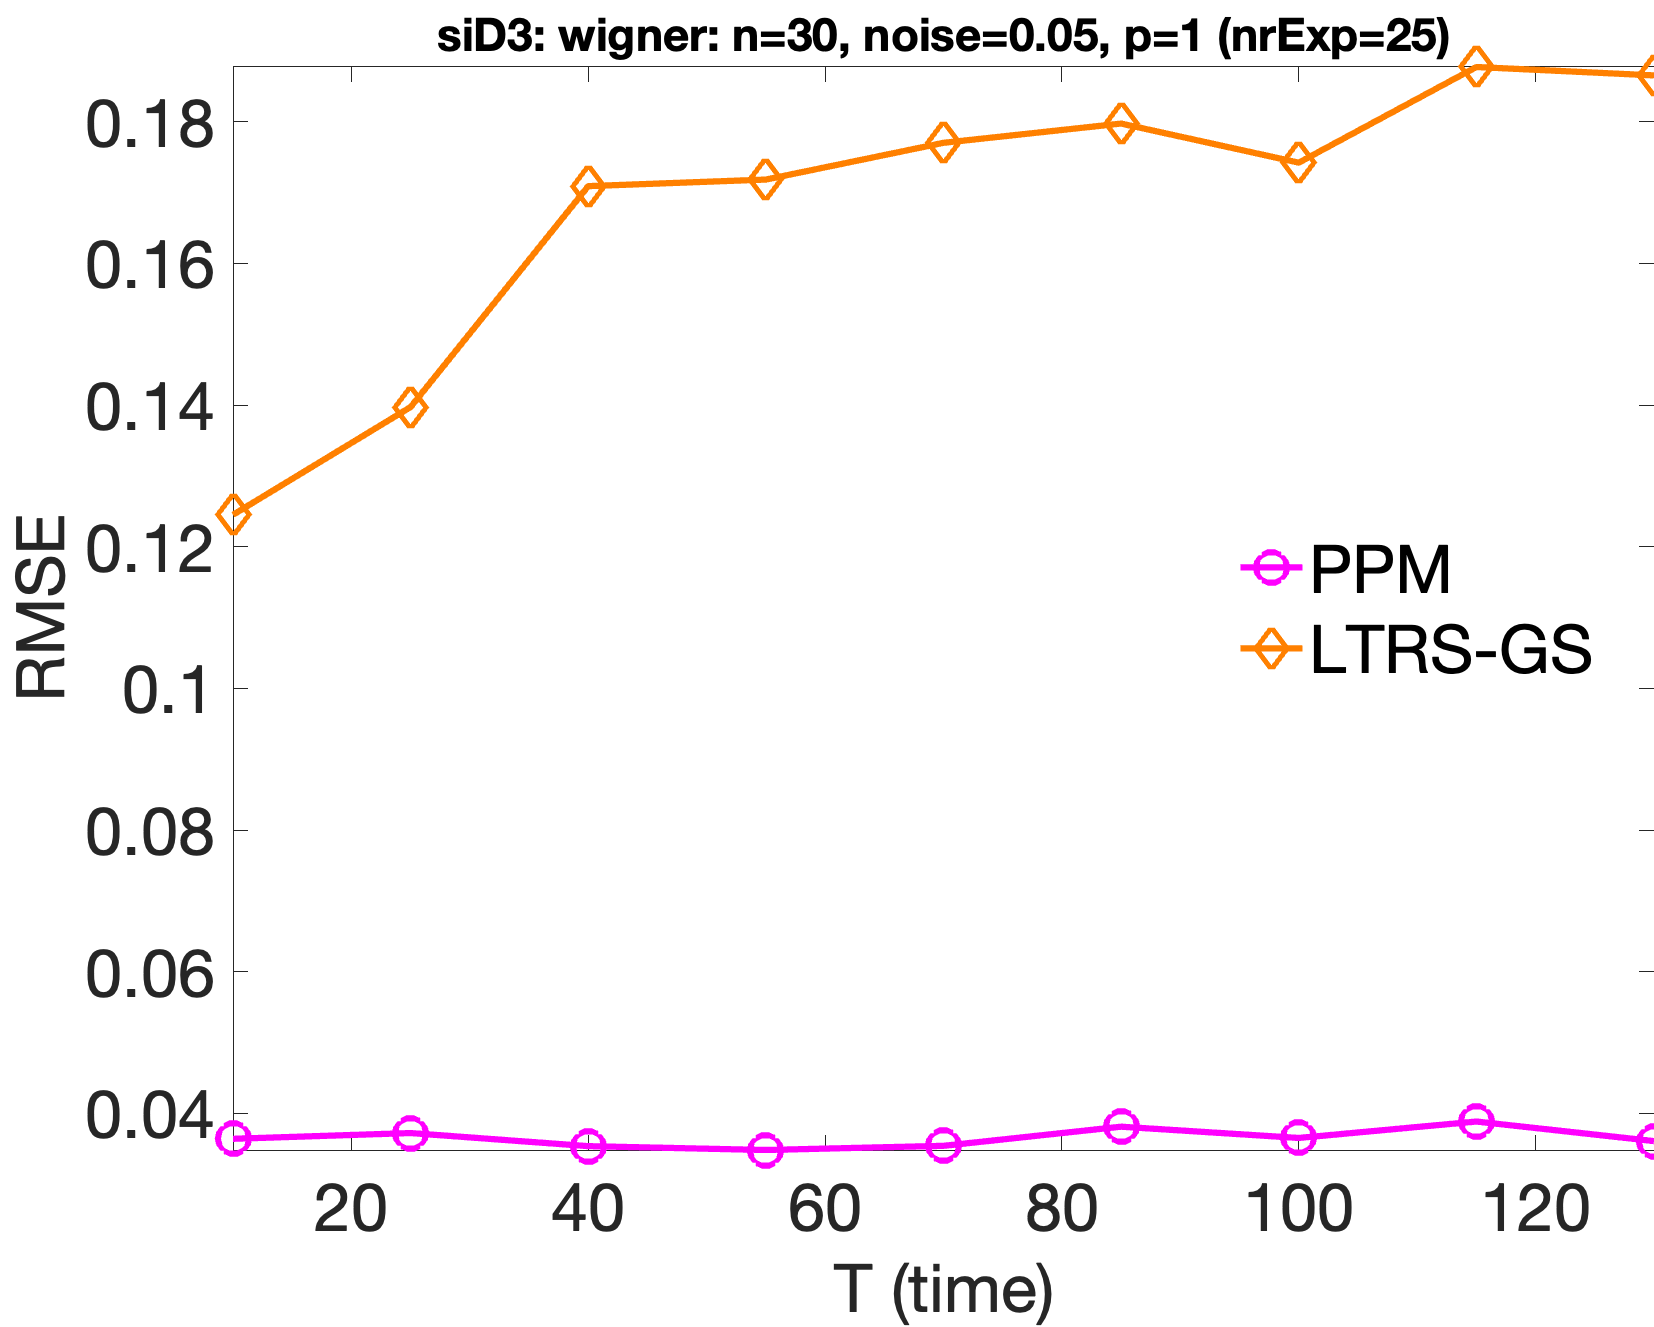 siD3: wigner: n=30, noise=0.05, p=1 (nrExp=25)
0.18
0.16
0.14
0.12
0.1
0.08
0.06
0.04
RMSE
PPM
LTRS-GS
20 40 60 80 100 120
T (time)